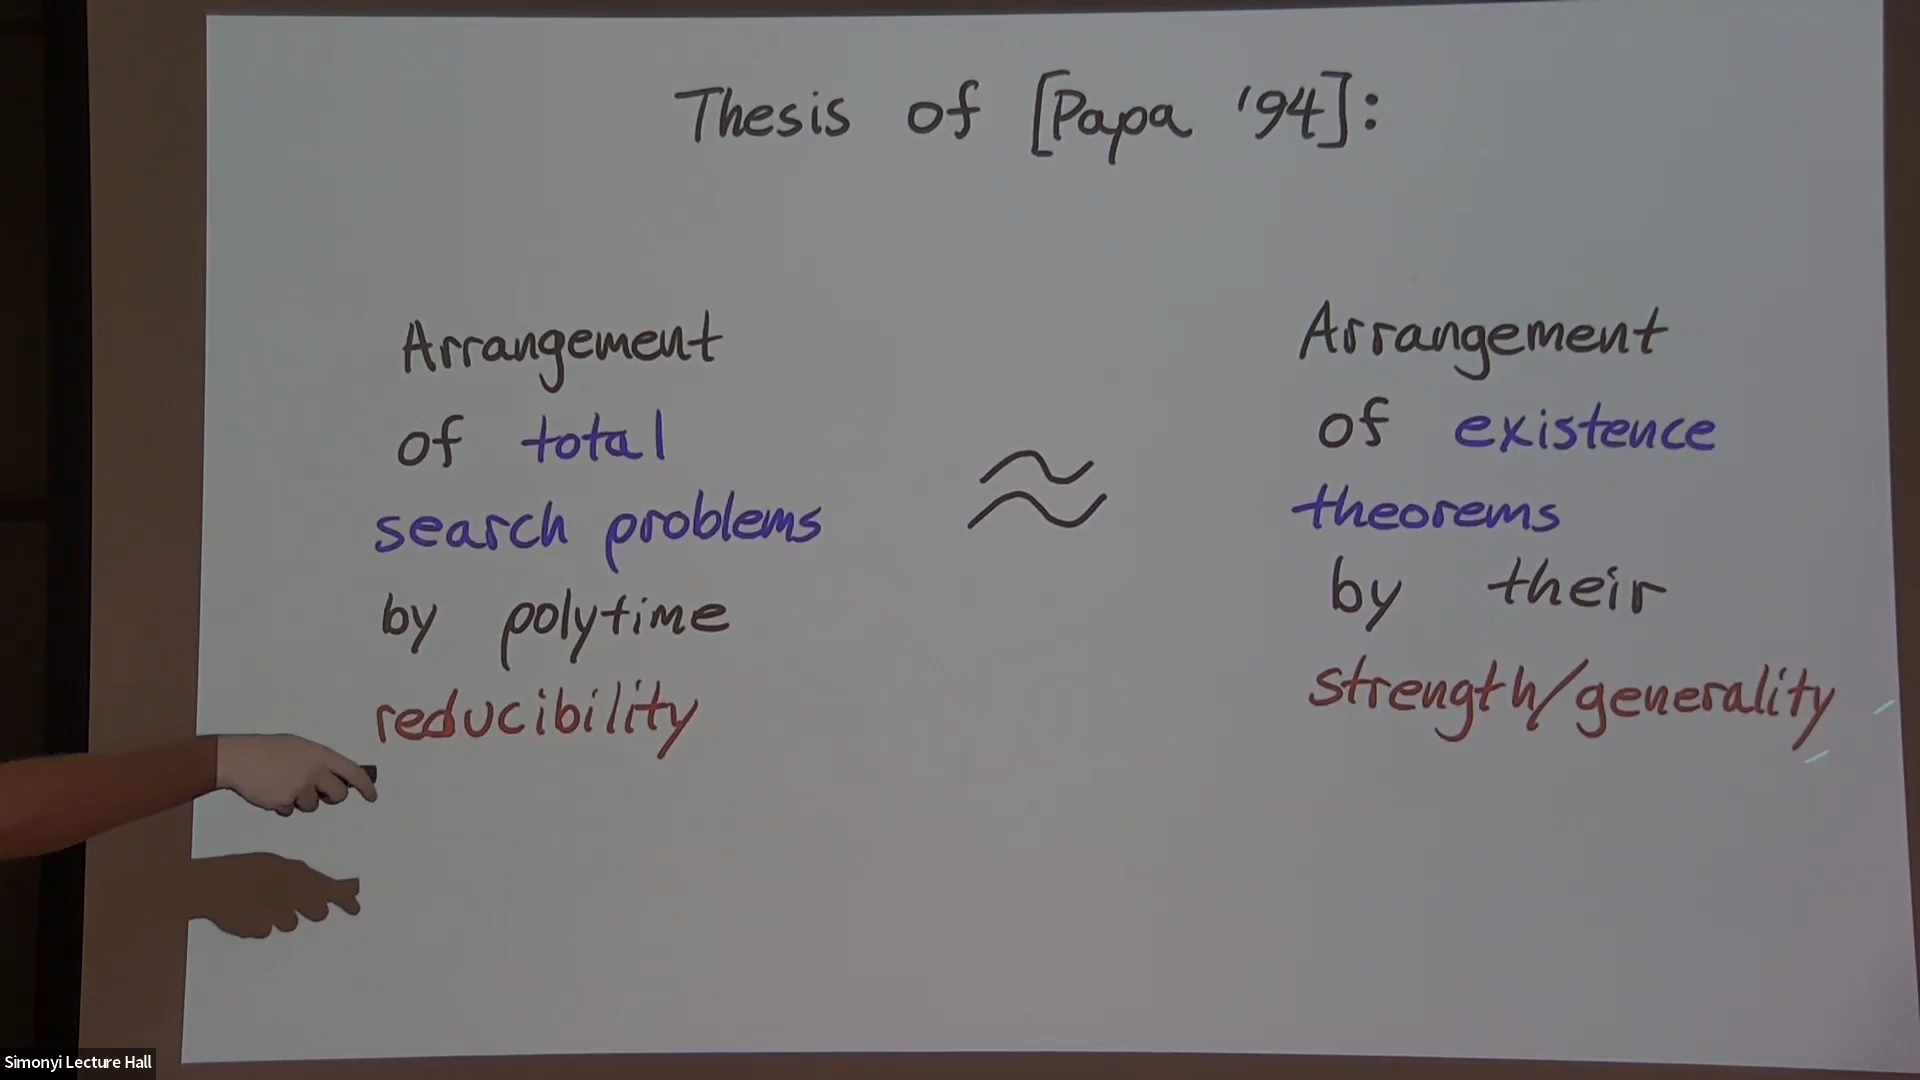 Thesis of [Papa '94]:
Arrangement
of total
search problems
by polytime
reducibility
≈
Arrangement
of existence
theorems
by their
strength/generality
Simonyi Lecture Hall